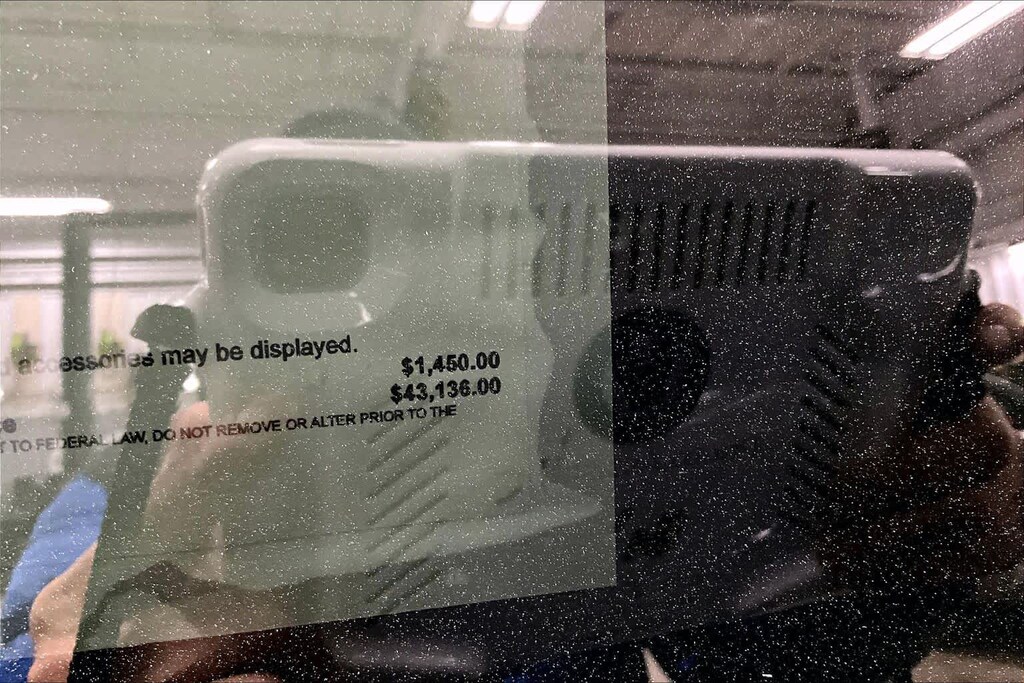 accessories may be displayed.
$1,450.00
$43,136.00
TO FEDERAL LAW, DO NOT REMOVE OR ALTER PRIOR TO THE